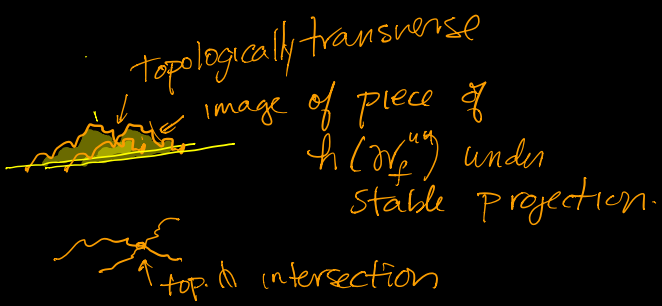 topologically transverse
image of piece of
h(𝒲_f^{uu}) under
stable projection.
top. ⋔ intersection